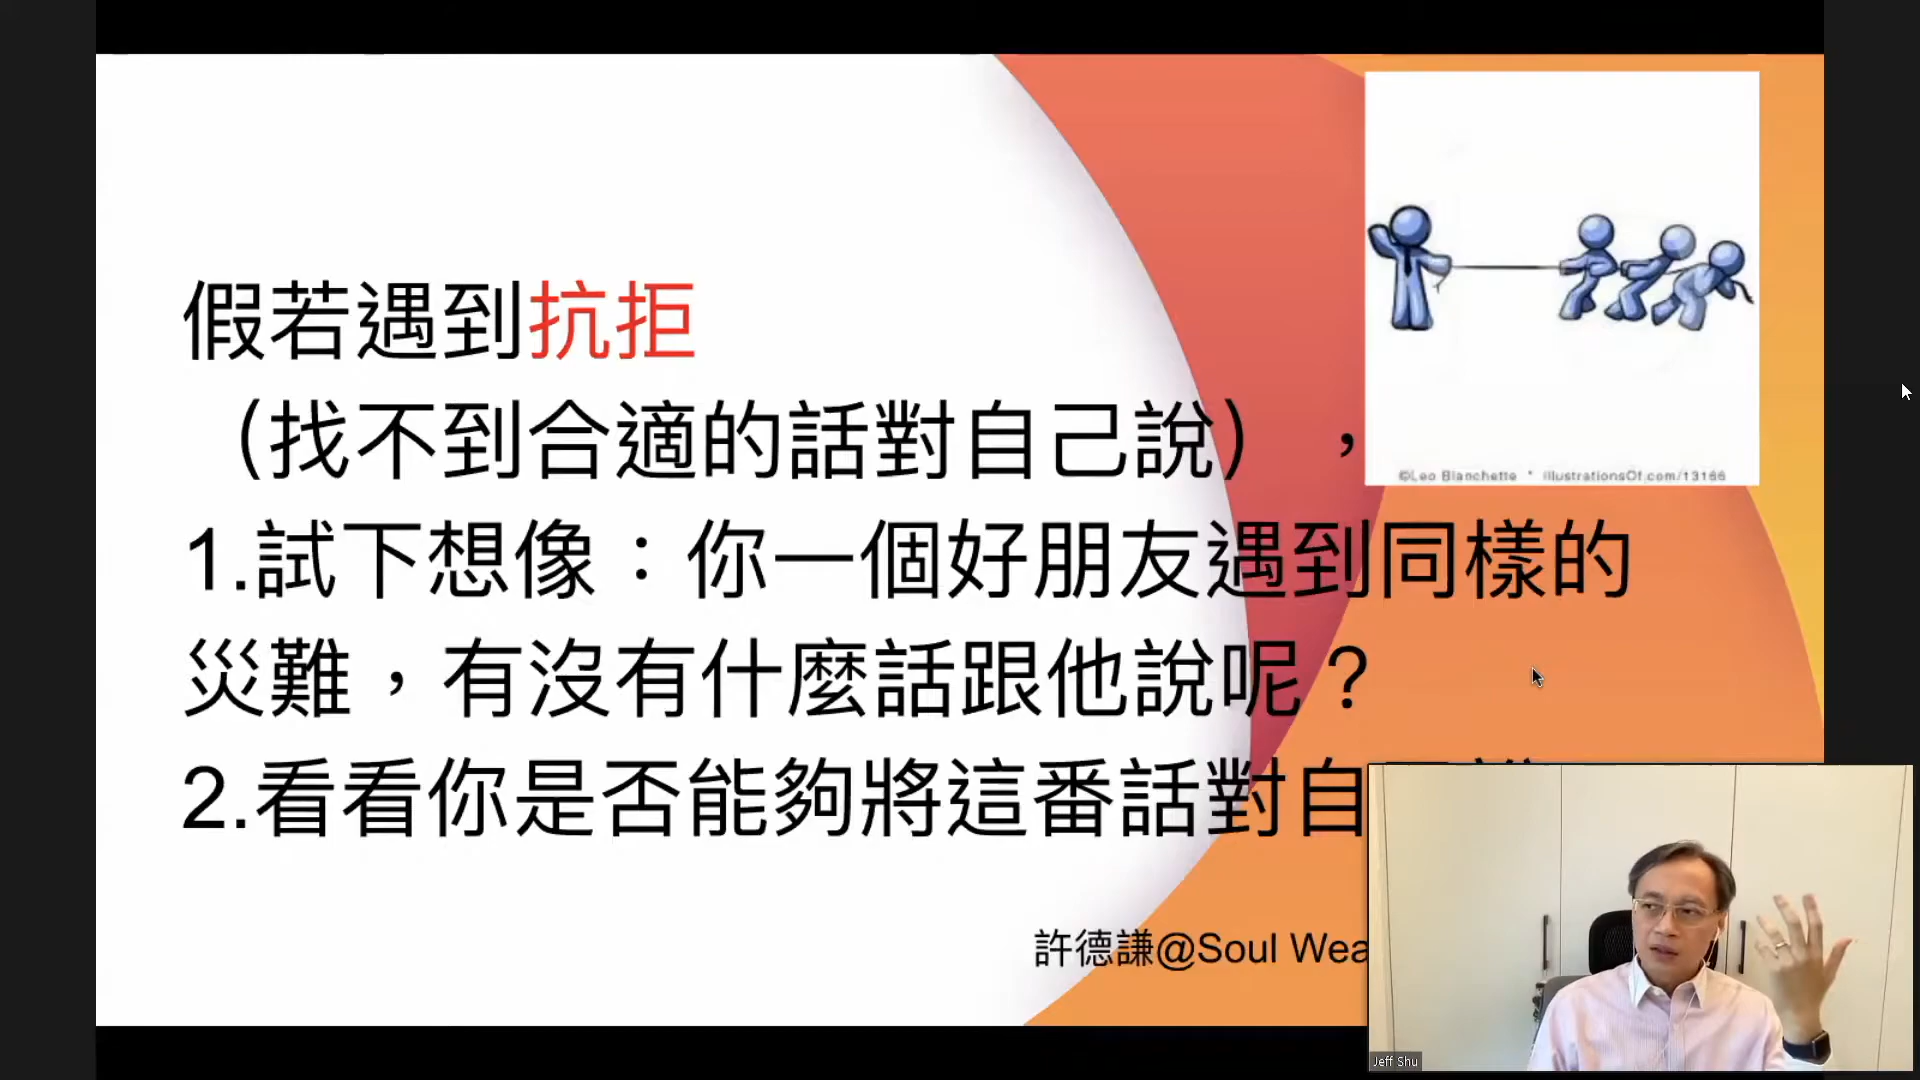 假若遇到抗拒
（找不到合適的話對自己說），
©Leo Blanchette * illustrationsOf.com/13166
1.試下想像：你一個好朋友遇到同樣的
災難，有沒有什麼話跟他說呢？
2.看看你是否能夠將這番話對自
許德謙@Soul Wea
Jeff Shu